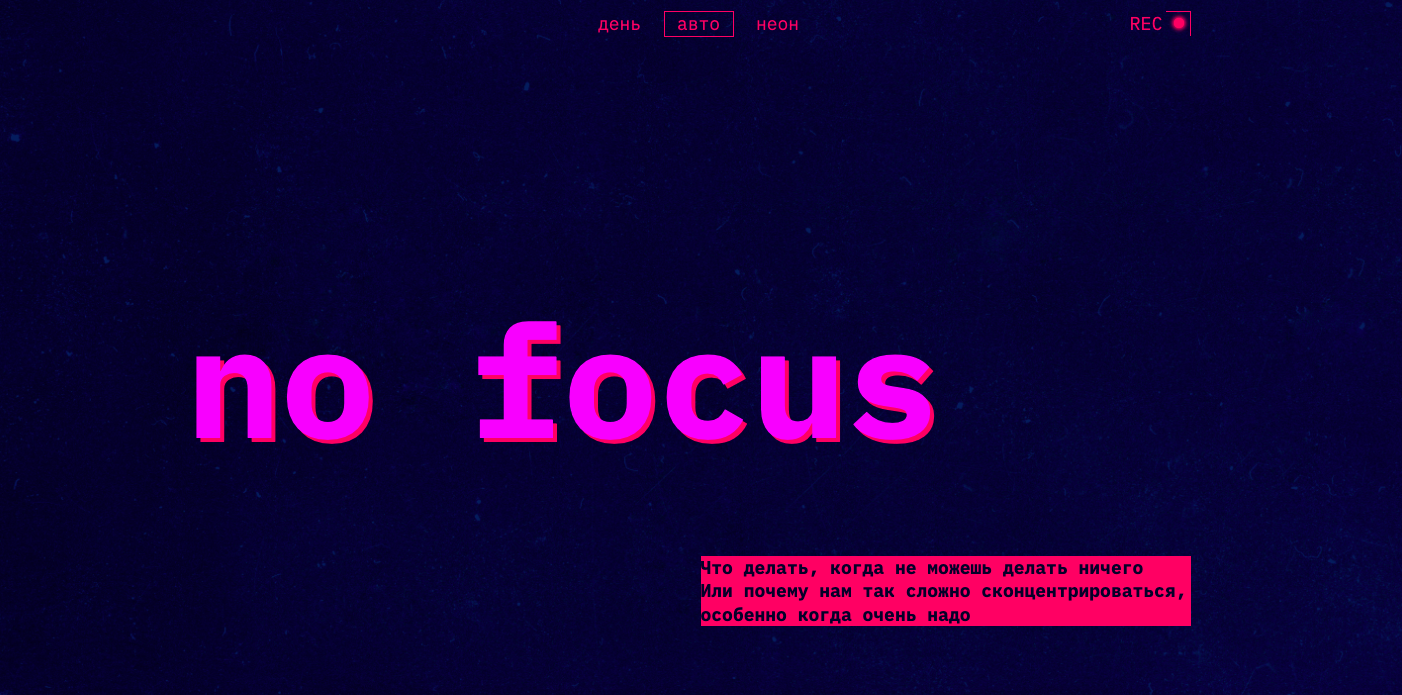 день авто неон REC
no focus
Что делать, когда не можешь делать ничего
Или почему нам так сложно сконцентрироваться,
особенно когда очень надо